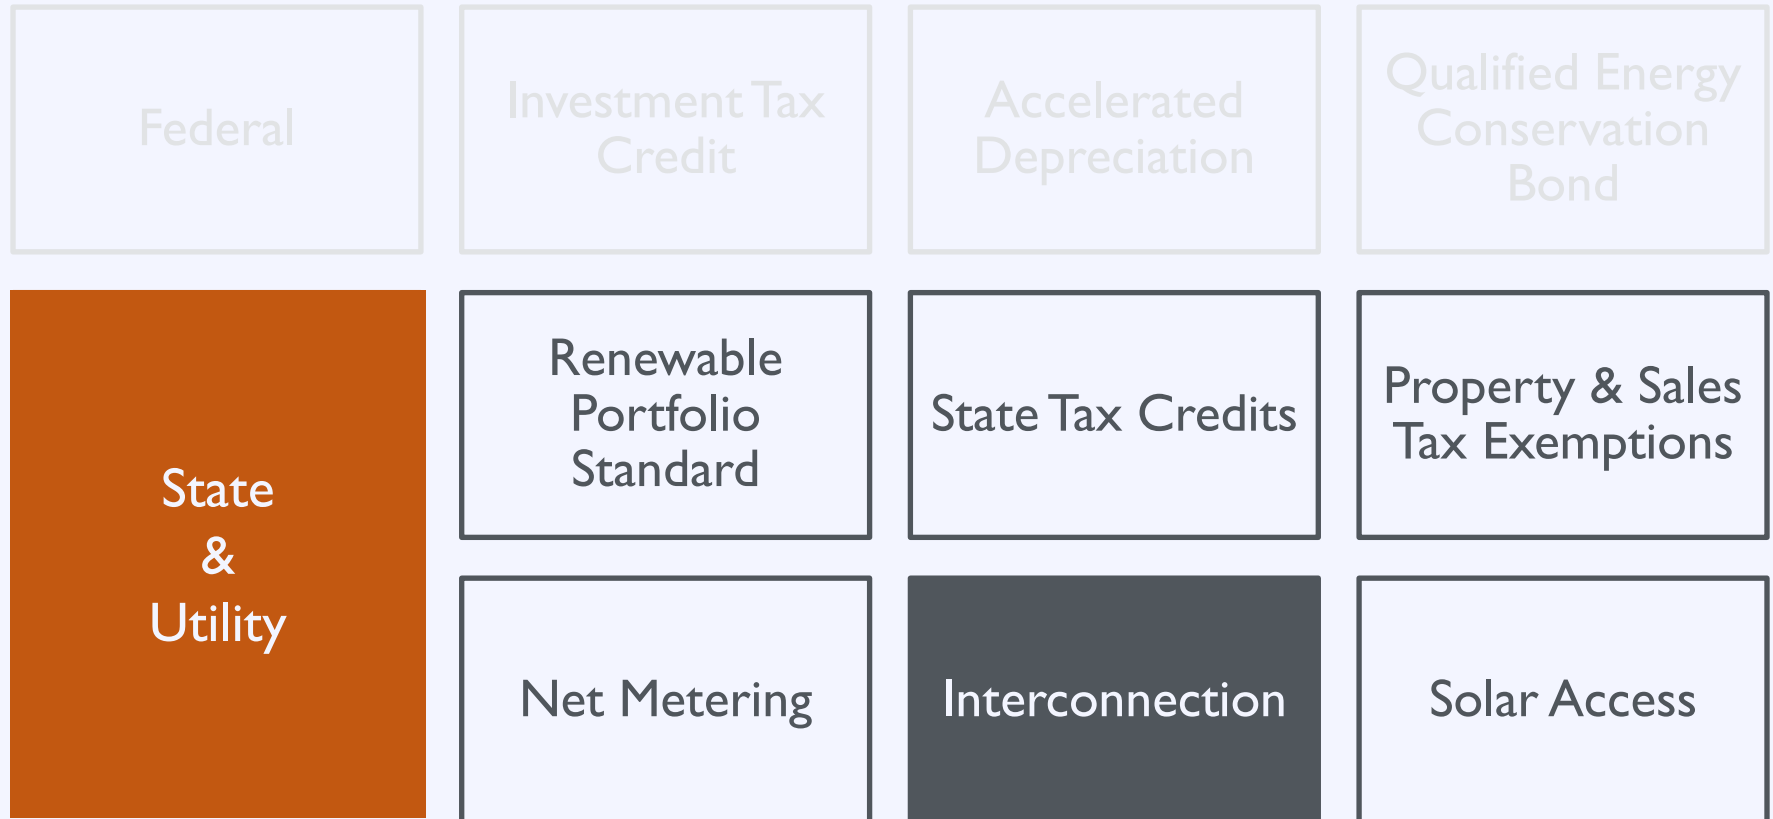 Federal
Investment Tax
Credit
Accelerated
Depreciation
Qualified Energy
Conservation
Bond
State
&
Utility
Renewable
Portfolio
Standard
State Tax Credits
Property & Sales
Tax Exemptions
Net Metering
Interconnection
Solar Access